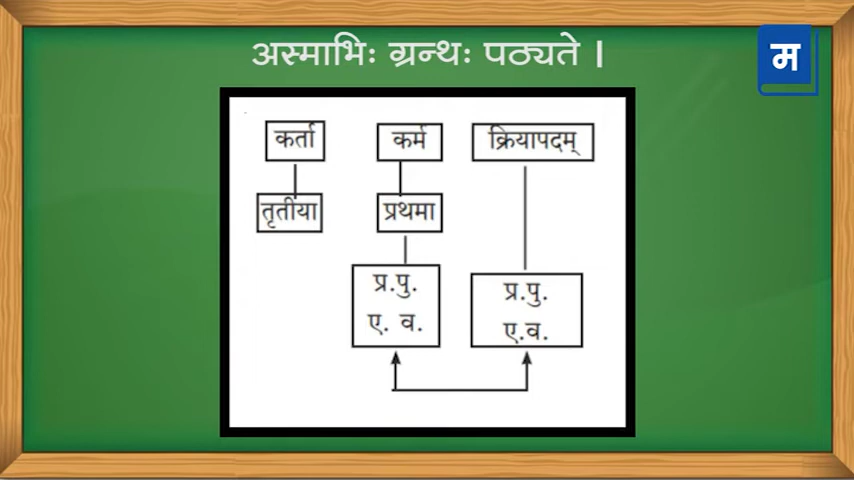 अस्माभिः ग्रन्थः पठ्यते ।
म
कर्ता कर्म क्रियापदम्
तृतीया प्रथमा
प्र.पु.
ए. व.
प्र.पु.
ए.व.